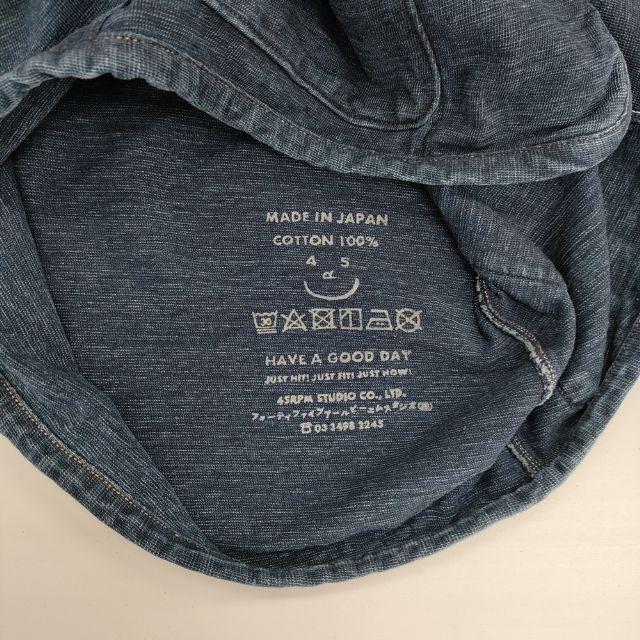 MADE IN JAPAN
COTTON 100%
4 5
R
30
HAVE A GOOD DAY
JUST HIT! JUST FIT! JUST NOW!
45RPM STUDIO CO., LTD.
フォーティファイブアールピーエムスタジオ㈱
☎03 3498 2245